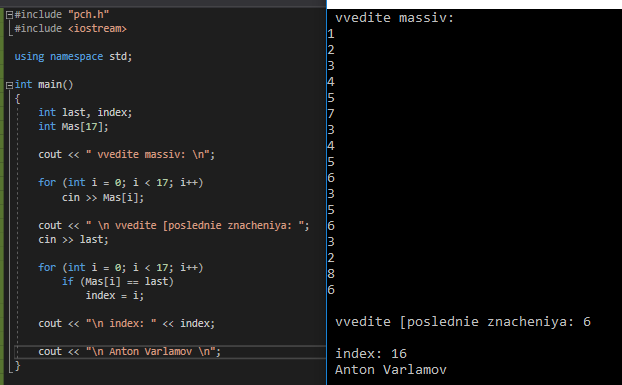 #include "pch.h"
#include <iostream>
using namespace std;
int main()
{
int last, index;
int Mas[17];
cout << " vvedite massiv: \n";
for (int i = 0; i < 17; i++)
cin >> Mas[i];
cout << " \n vvedite [poslednie znacheniya: ";
cin >> last;
for (int i = 0; i < 17; i++)
if (Mas[i] == last)
index = i;
cout << "\n index: " << index;
cout << "\n Anton Varlamov \n";
}
vvedite massiv:
1
2
3
4
5
7
3
4
5
6
3
5
6
3
2
8
6
vvedite [poslednie znacheniya: 6
index: 16
Anton Varlamov